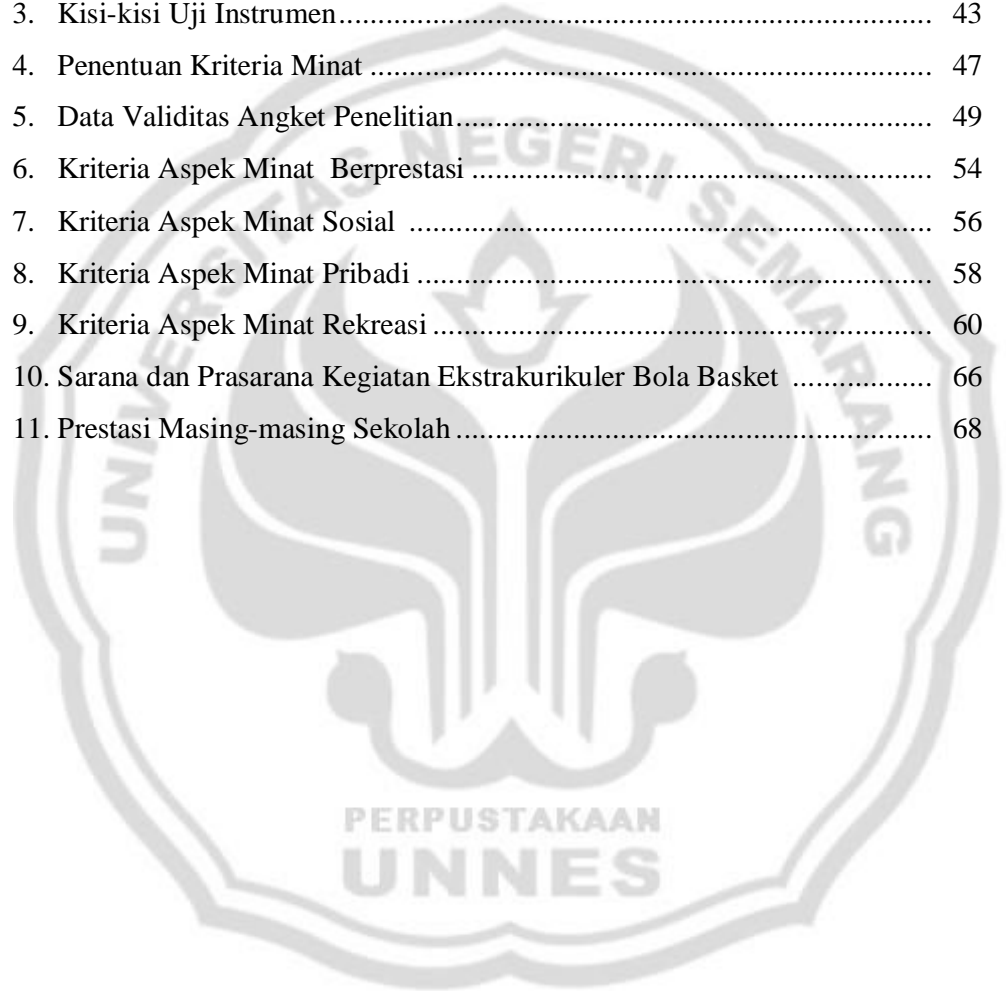 3. Kisi-kisi Uji Instrumen.......................................................................... 43
4. Penentuan Kriteria Minat ...................................................................... 47
5. Data Validitas Angket Penelitian........................................................... 49
6. Kriteria Aspek Minat  Berprestasi ......................................................... 54
7. Kriteria Aspek Minat Sosial  ................................................................. 56
8. Kriteria Aspek Minat Pribadi ................................................................ 58
9. Kriteria Aspek Minat Rekreasi .............................................................. 60
10. Sarana dan Prasarana Kegiatan Ekstrakurikuler Bola Basket  ................. 66
11. Prestasi Masing-masing Sekolah ........................................................... 68
UNIVERSITAS NEGERI SEMARANG
PERPUSTAKAAN
UNNES